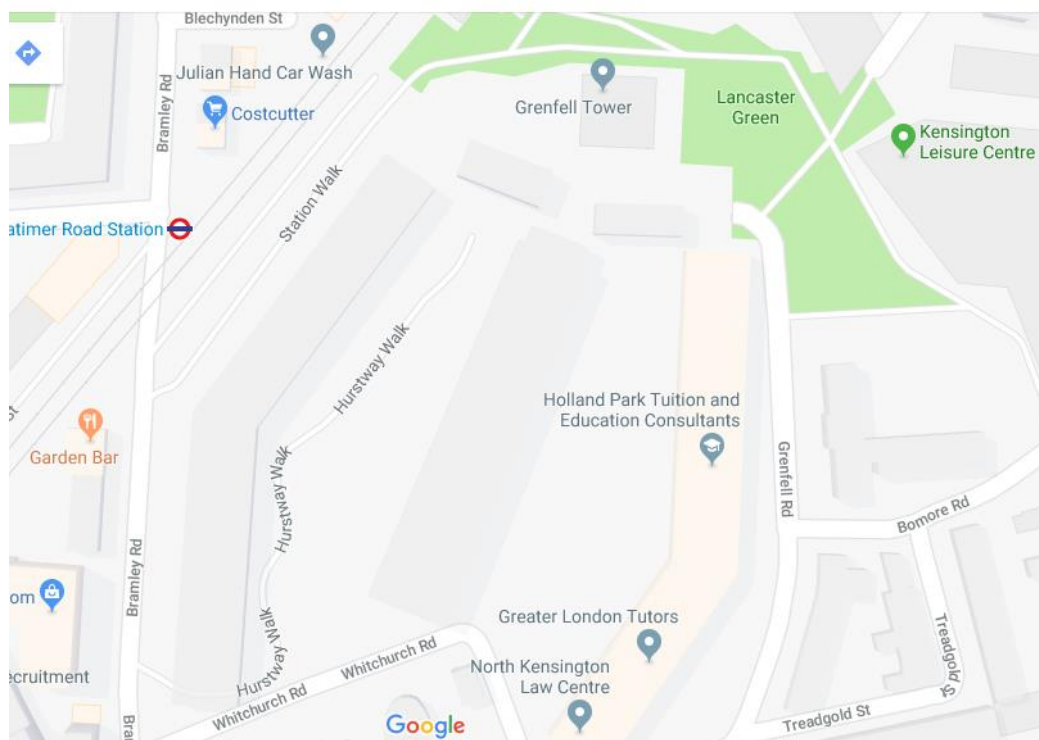 Blechynden St
Julian Hand Car Wash
Costcutter
Bramley Rd
Station Walk
Grenfell Tower
Lancaster
Green
Kensington
Leisure Centre
atimer Road Station
Hurstway Walk
Holland Park Tuition and
Education Consultants
Garden Bar
St
Hurstway Walk
Grenfell Rd
Bomore Rd
Bramley Rd
om
Greater London Tutors
Hurstway Walk
Treadgold
St
Whitchurch Rd
North Kensington
Law Centre
ecruitment
Hurstway Walk
Whitchurch Rd
Bra
Google
Treadgold St